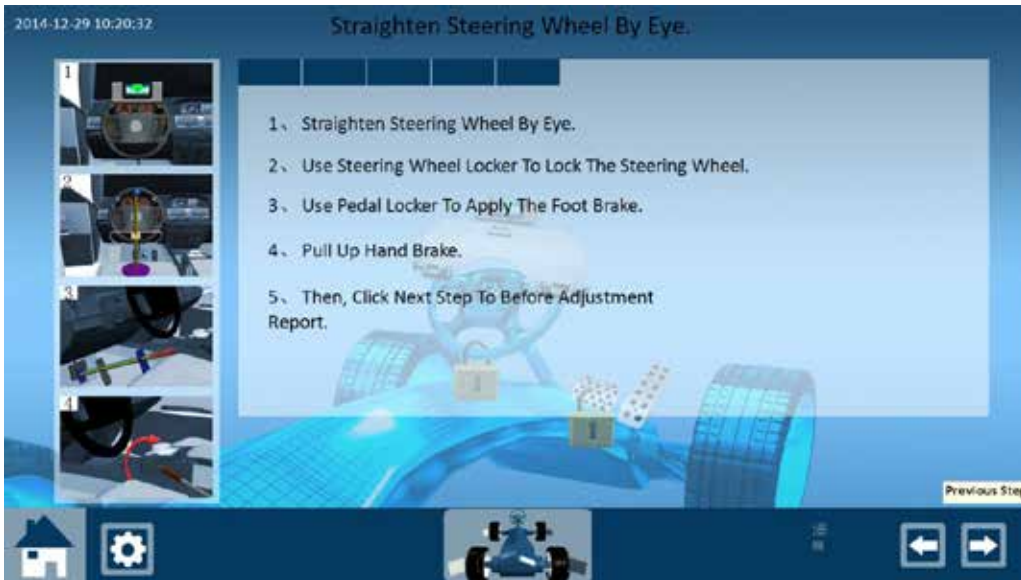 2014-12-29 10:20:32
Straighten Steering Wheel By Eye.
1
2
3
4
1、 Straighten Steering Wheel By Eye.
2、 Use Steering Wheel Locker To Lock The Steering Wheel.
3、 Use Pedal Locker To Apply The Foot Brake.
4、 Pull Up Hand Brake.
5、 Then, Click Next Step To Before Adjustment
Report.
Previous Step